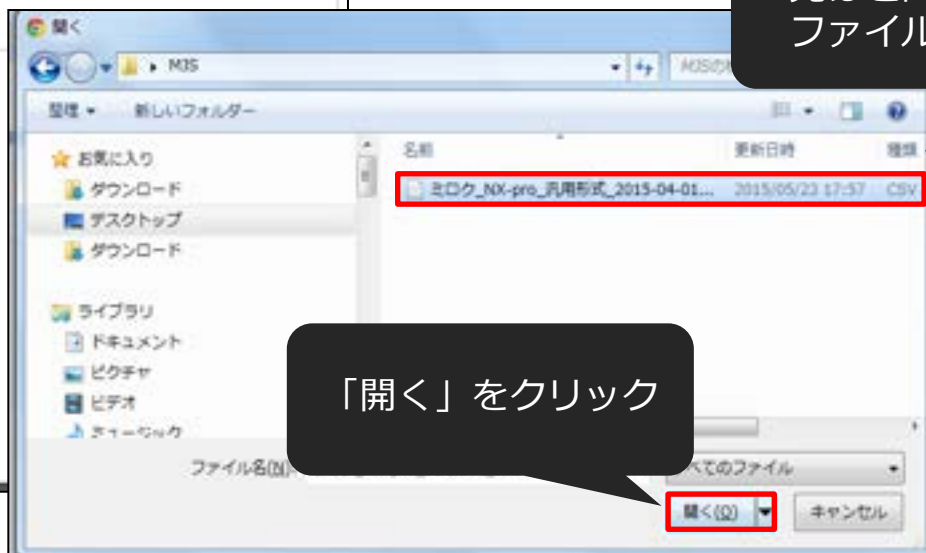 ファイル
開く
MJS
整理
新しいフォルダー
お気に入り
ダウンロード
デスクトップ
ダウンロード
ライブラリ
ドキュメント
ピクチャ
ビデオ
ミュージック
名前 更新日時 種類
ミロク_NX-pro_汎用形式_2015-04-01... 2015/05/23 17:57 CSV
「開く」をクリック
ファイル名(N)
べてのファイル
開く(O) キャンセル